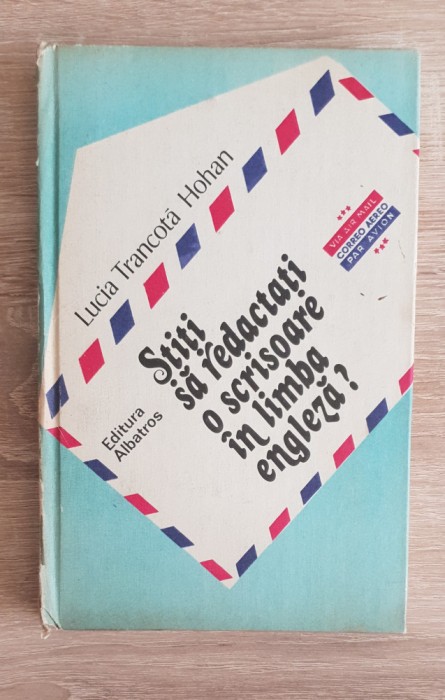 Lucia Trancotă Hohan
VIA AIR MAIL
CORREO AEREO
PAR AVION
Știți
să redactați
o scrisoare
în limba
engleză?
Editura
Albatros